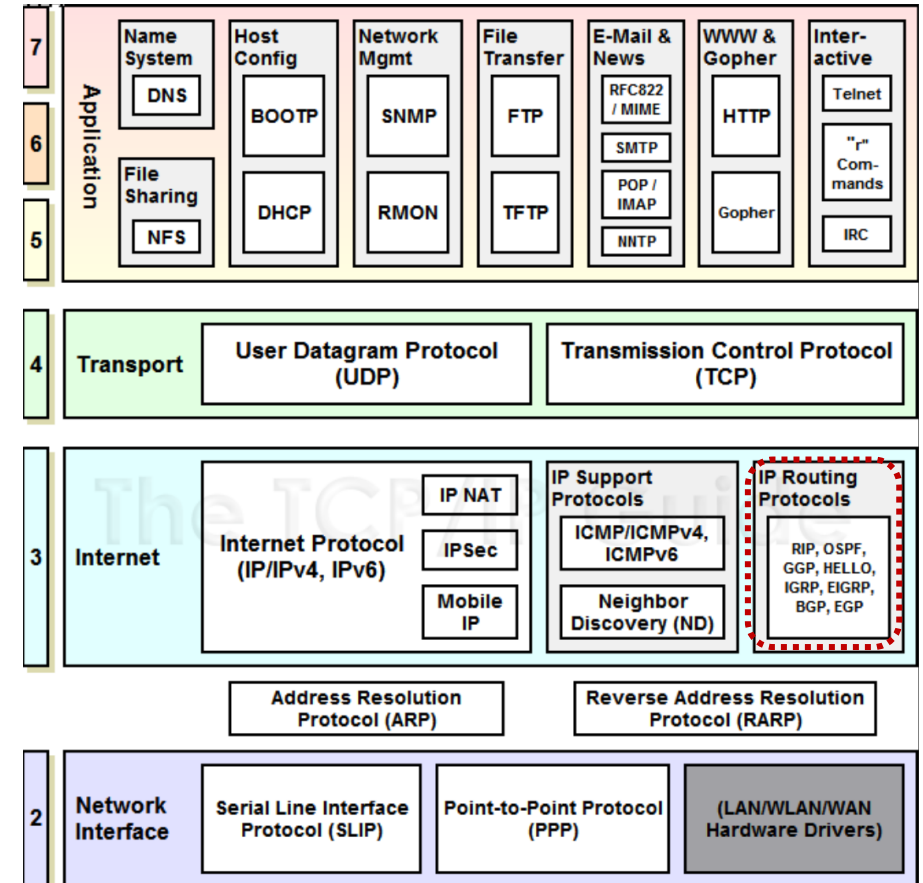 7
6
5
Application
Name
System
DNS
File
Sharing
NFS
Host
Config
BOOTP
DHCP
Network
Mgmt
SNMP
RMON
File
Transfer
FTP
TFTP
E-Mail &
News
RFC822
/ MIME
SMTP
POP /
IMAP
NNTP
WWW &
Gopher
HTTP
Gopher
Inter-
active
Telnet
"r"
Com-
mands
IRC
4
Transport
User Datagram Protocol
(UDP)
Transmission Control Protocol
(TCP)
The TCP/IP Guide
3
Internet
Internet Protocol
(IP/IPv4, IPv6)
IP NAT
IPSec
Mobile
IP
IP Support
Protocols
ICMP/ICMPv4,
ICMPv6
Neighbor
Discovery (ND)
IP Routing
Protocols
RIP, OSPF,
GGP, HELLO,
IGRP, EIGRP,
BGP, EGP
Address Resolution
Protocol (ARP)
Reverse Address Resolution
Protocol (RARP)
2
Network
Interface
Serial Line Interface
Protocol (SLIP)
Point-to-Point Protocol
(PPP)
(LAN/WLAN/WAN
Hardware Drivers)